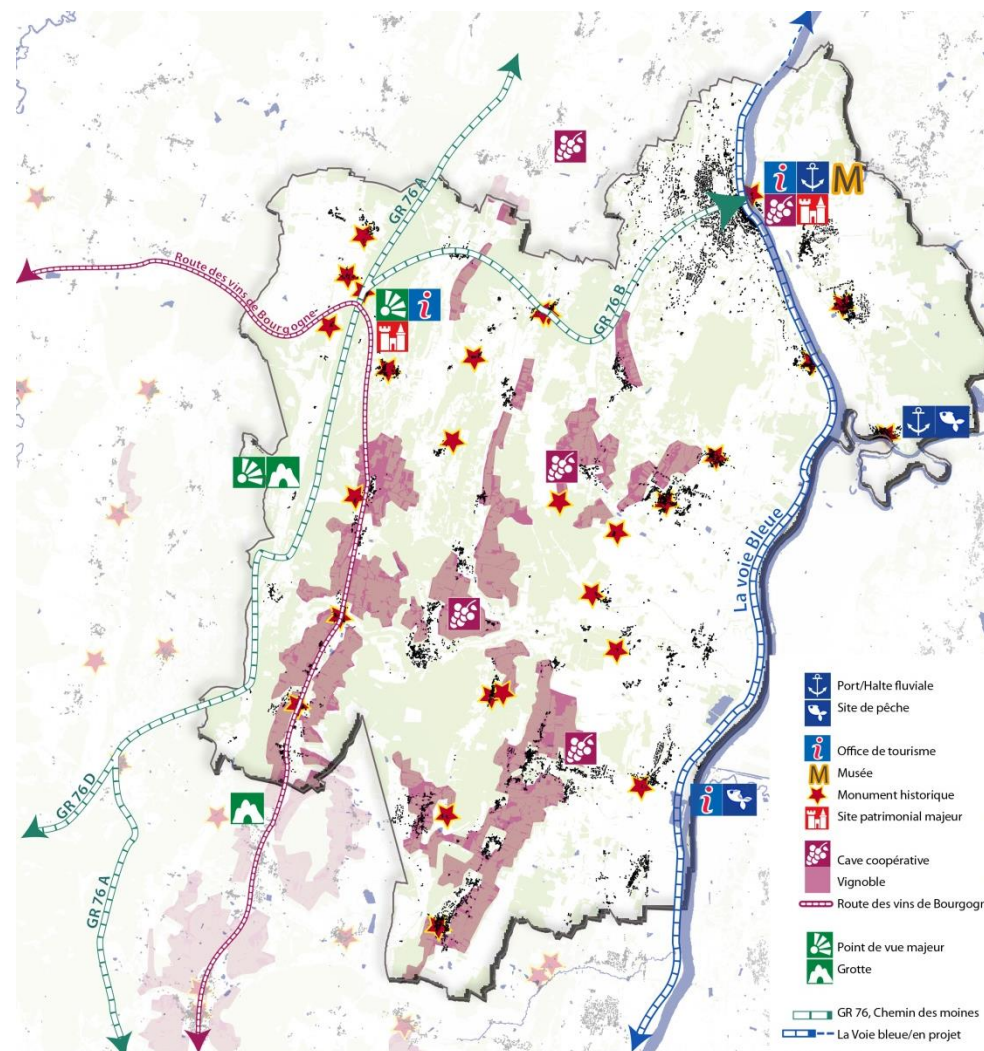 GR 76 A
Route des vins de Bourgogne
GR 76 B
M
La voie Bleue
GR 76 D
GR 76 A
Port/Halte fluviale
Site de pêche
Office de tourisme
M Musée
Monument historique
Site patrimonial majeur
Cave coopérative
Vignoble
Route des vins de Bourgogn
Point de vue majeur
Grotte
GR 76, Chemin des moines
La Voie bleue/en projet